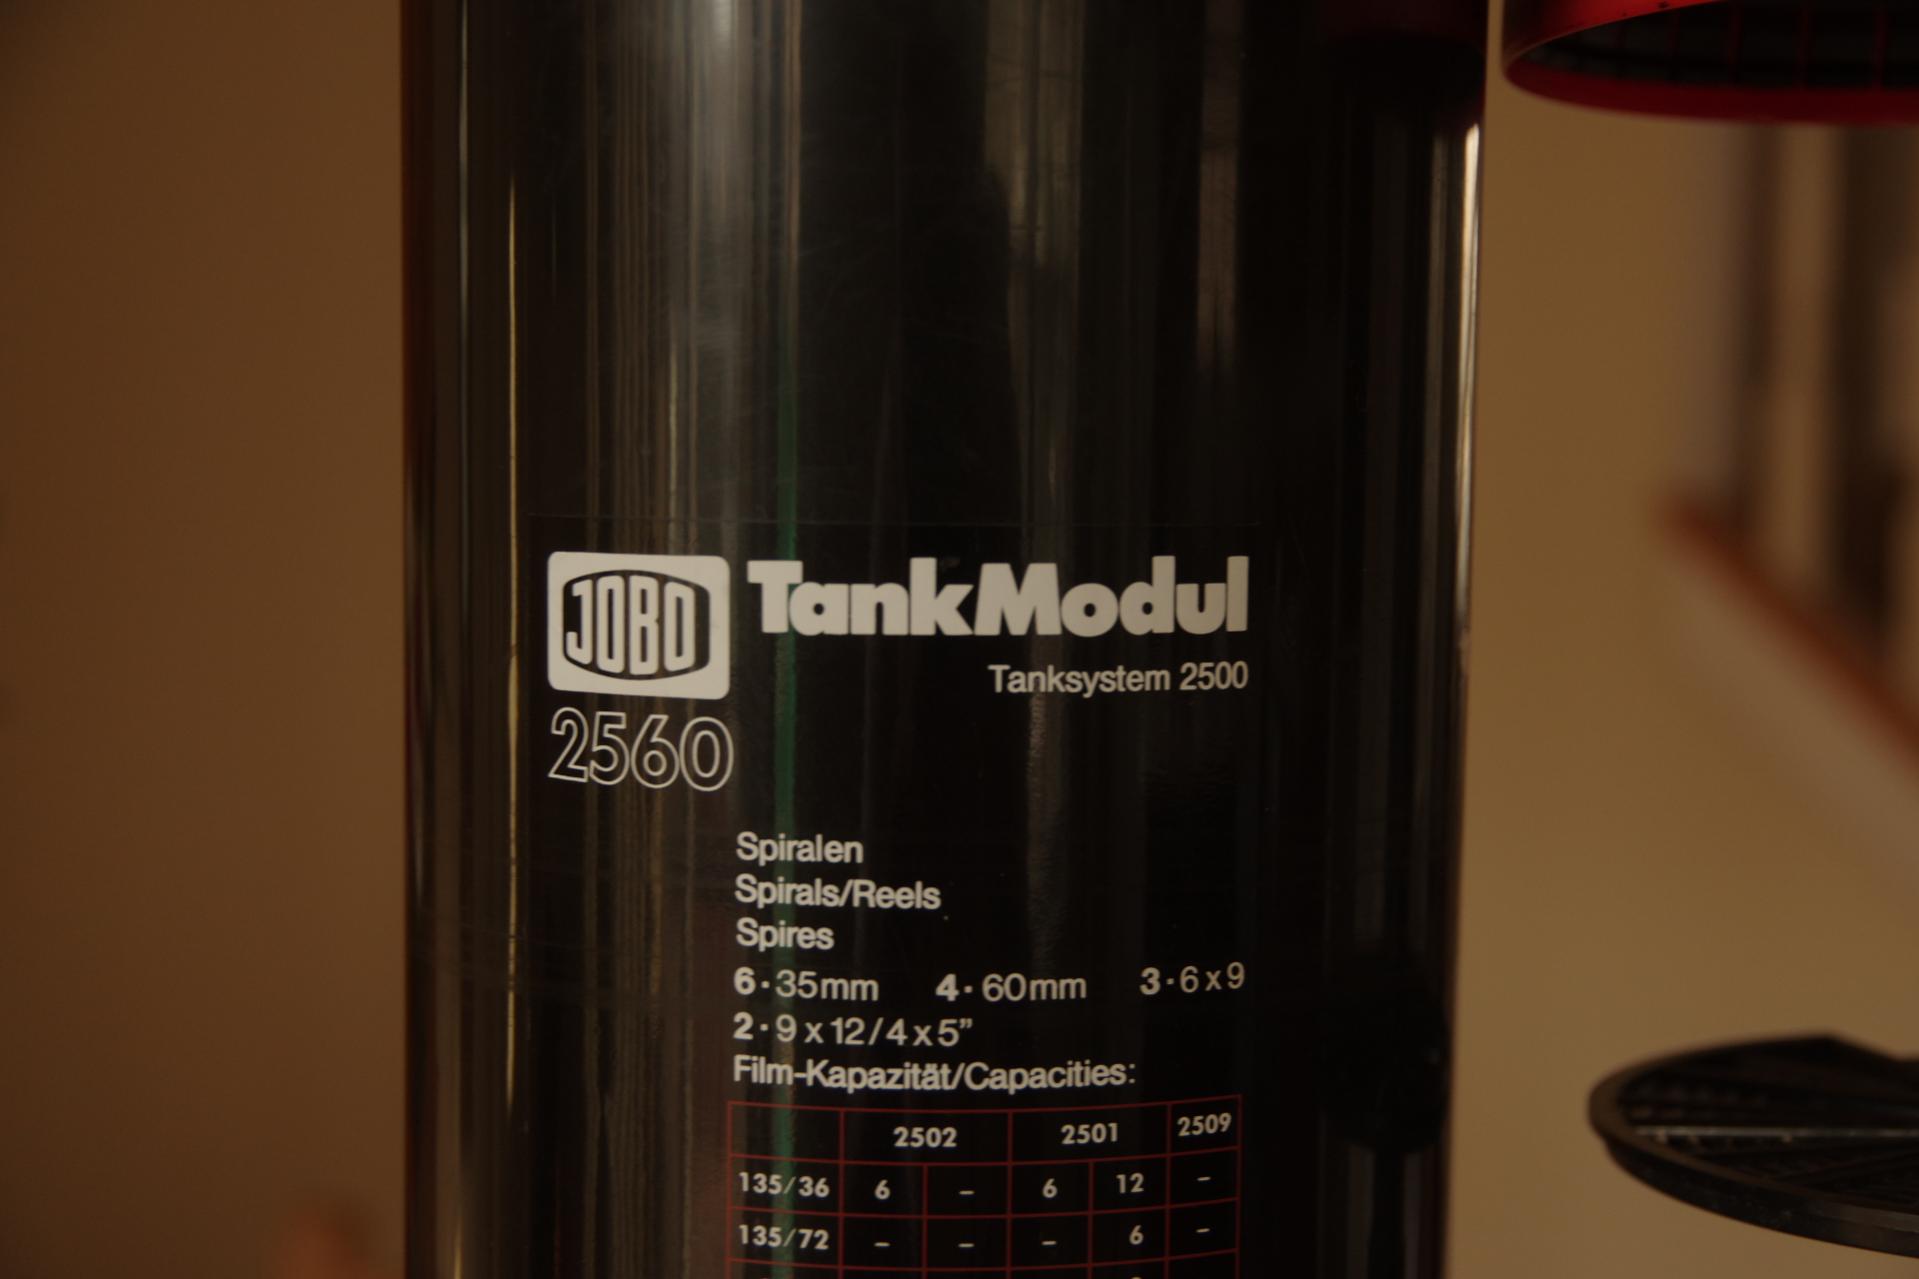 JOBO TankModul
Tanksystem 2500
2560
Spiralen
Spirals/Reels
Spires
6·35mm 4·60mm 3·6x9
2·9x12/4x5”
Film-Kapazität/Capacities:
2502 2501 2509
135/36 6 – 6 12 –
135/72 – – – 6 –